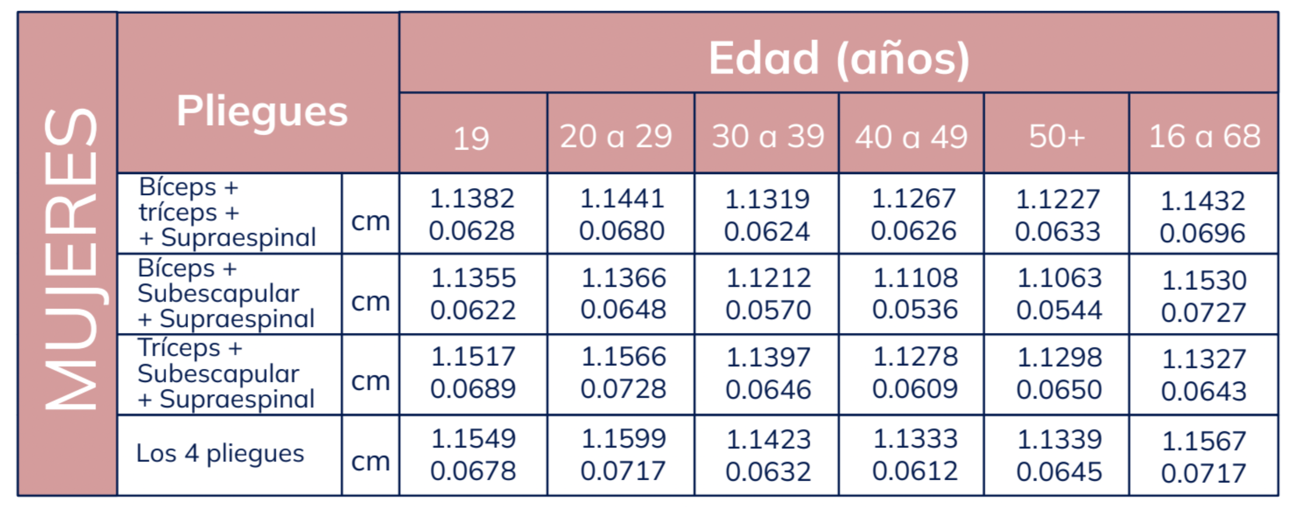 MUJERES
Pliegues
Edad (años)
19 20 a 29 30 a 39 40 a 49 50+ 16 a 68
Bíceps +
tríceps +
+ Supraespinal
cm
1.1382 1.1441 1.1319 1.1267 1.1227 1.1432
0.0628 0.0680 0.0624 0.0626 0.0633 0.0696
Bíceps +
Subescapular
+ Supraespinal
cm
1.1355 1.1366 1.1212 1.1108 1.1063 1.1530
0.0622 0.0648 0.0570 0.0536 0.0544 0.0727
Tríceps +
Subescapular
+ Supraespinal
cm
1.1517 1.1566 1.1397 1.1278 1.1298 1.1327
0.0689 0.0728 0.0646 0.0609 0.0650 0.0643
Los 4 pliegues
cm
1.1549 1.1599 1.1423 1.1333 1.1339 1.1567
0.0678 0.0717 0.0632 0.0612 0.0645 0.0717